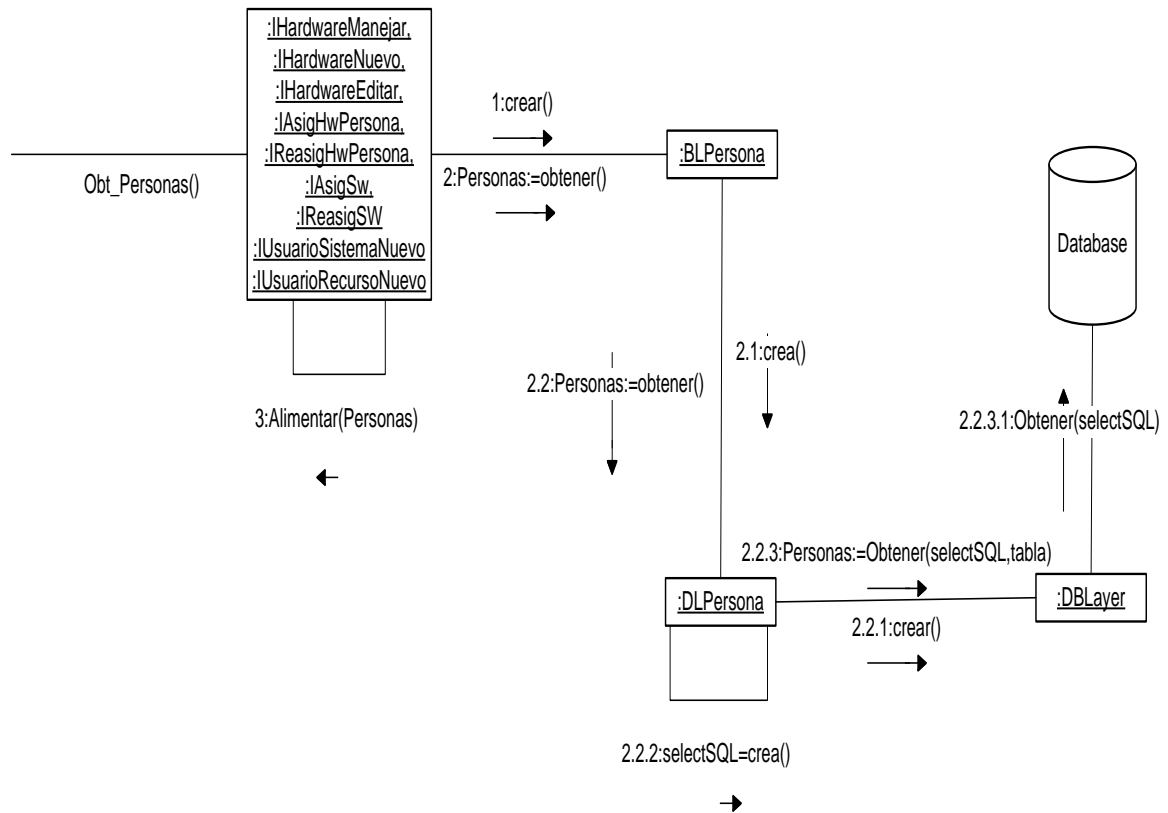 :IHardwareManejar,
:IHardwareNuevo,
:IHardwareEditar,
:IAsigHwPersona,
:IReasigHwPersona,
:IAsigSw,
:IReasigSW
:IUsuarioSistemaNuevo
:IUsuarioRecursoNuevo
Obt_Personas()
1:crear()
2:Personas:=obtener()
:BLPersona
Database
2.1:crea()
2.2:Personas:=obtener()
3:Alimentar(Personas)
2.2.3.1:Obtener(selectSQL)
2.2.3:Personas:=Obtener(selectSQL,tabla)
:DLPersona
:DBLayer
2.2.1:crear()
2.2.2:selectSQL=crea()